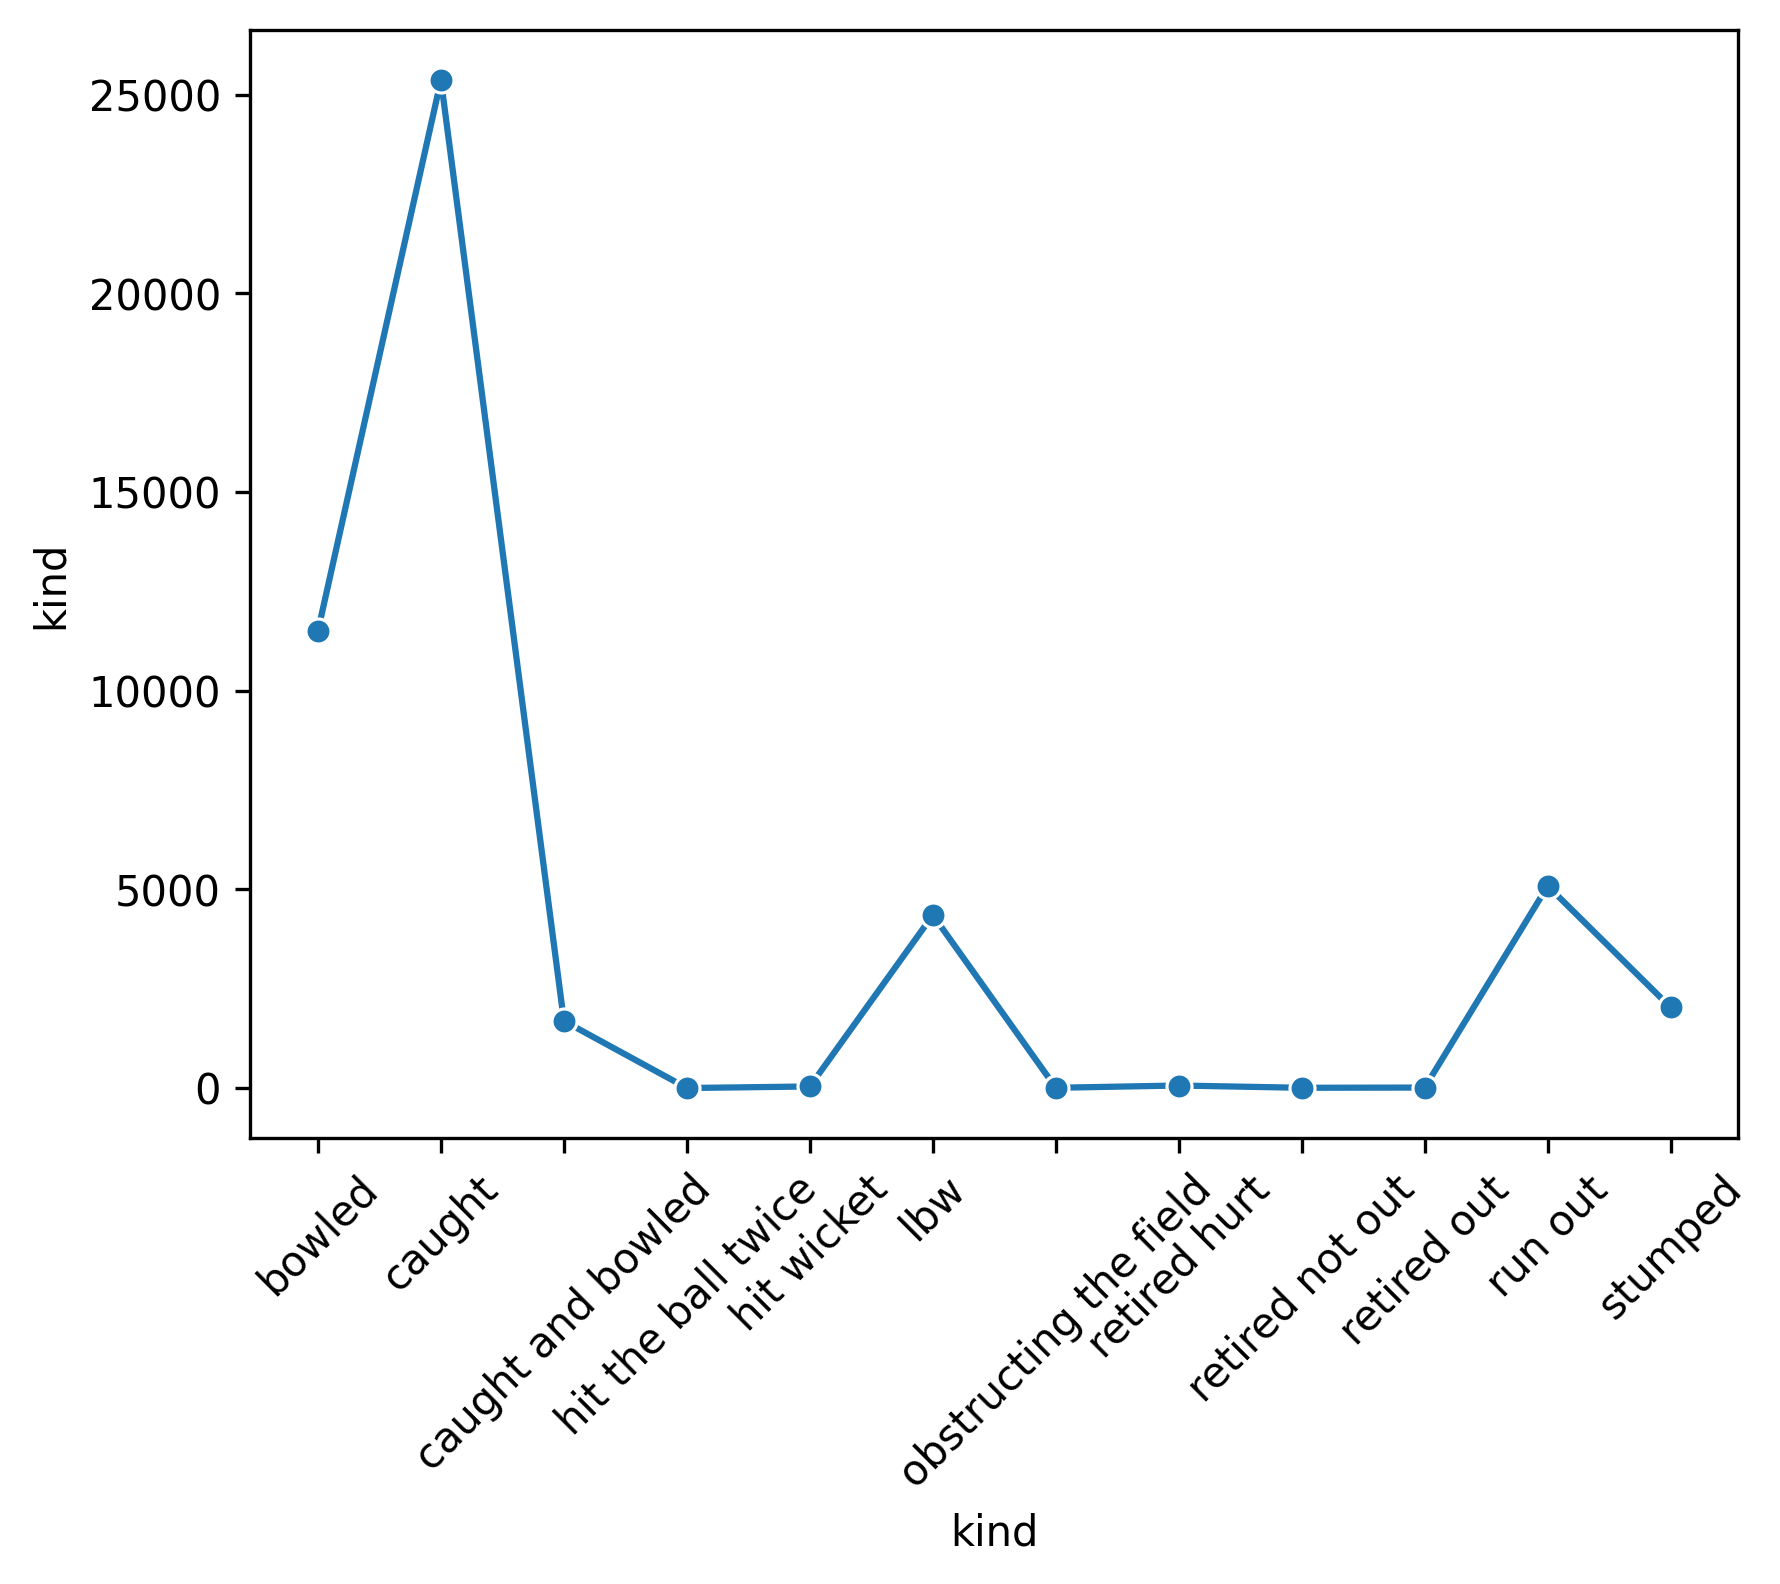 25000
20000
15000
10000
5000
0
kind
bowled
caught
caught and bowled
hit the ball twice
hit wicket
lbw
obstructing the field
retired hurt
retired not out
retired out
run out
stumped
kind